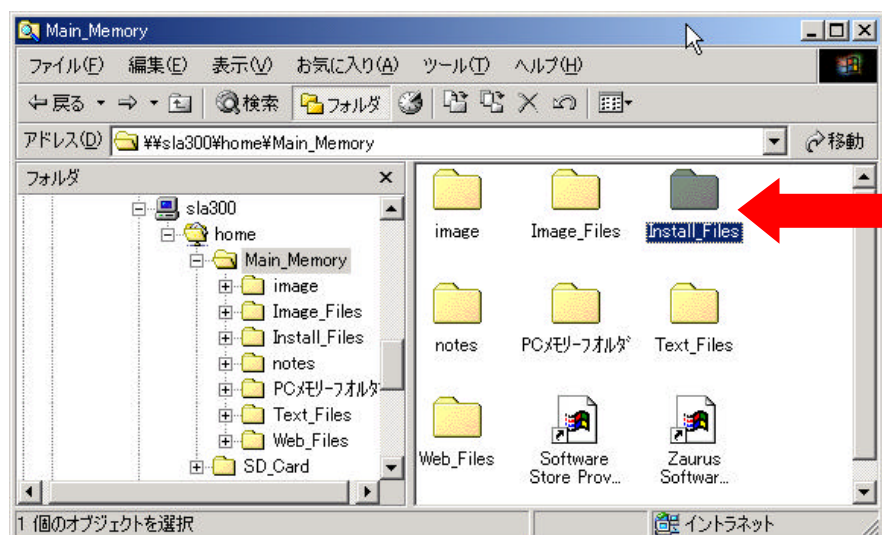 Main_Memory
ファイル(F) 編集(E) 表示(V) お気に入り(A) ツール(T) ヘルプ(H)
戻る 検索 フォルダ
アドレス(D) ¥¥sla300¥home¥Main_Memory 移動
フォルダ
sla300
home
Main_Memory
image
Image_Files
Install_Files
notes
PCメモリーフォルダ
Text_Files
Web_Files
SD_Card
image Image_Files Install_Files
notes PCメモリーフォルダ Text_Files
Web_Files Software Store Prov... Zaurus Softwar...
1 個のオブジェクトを選択 イントラネット